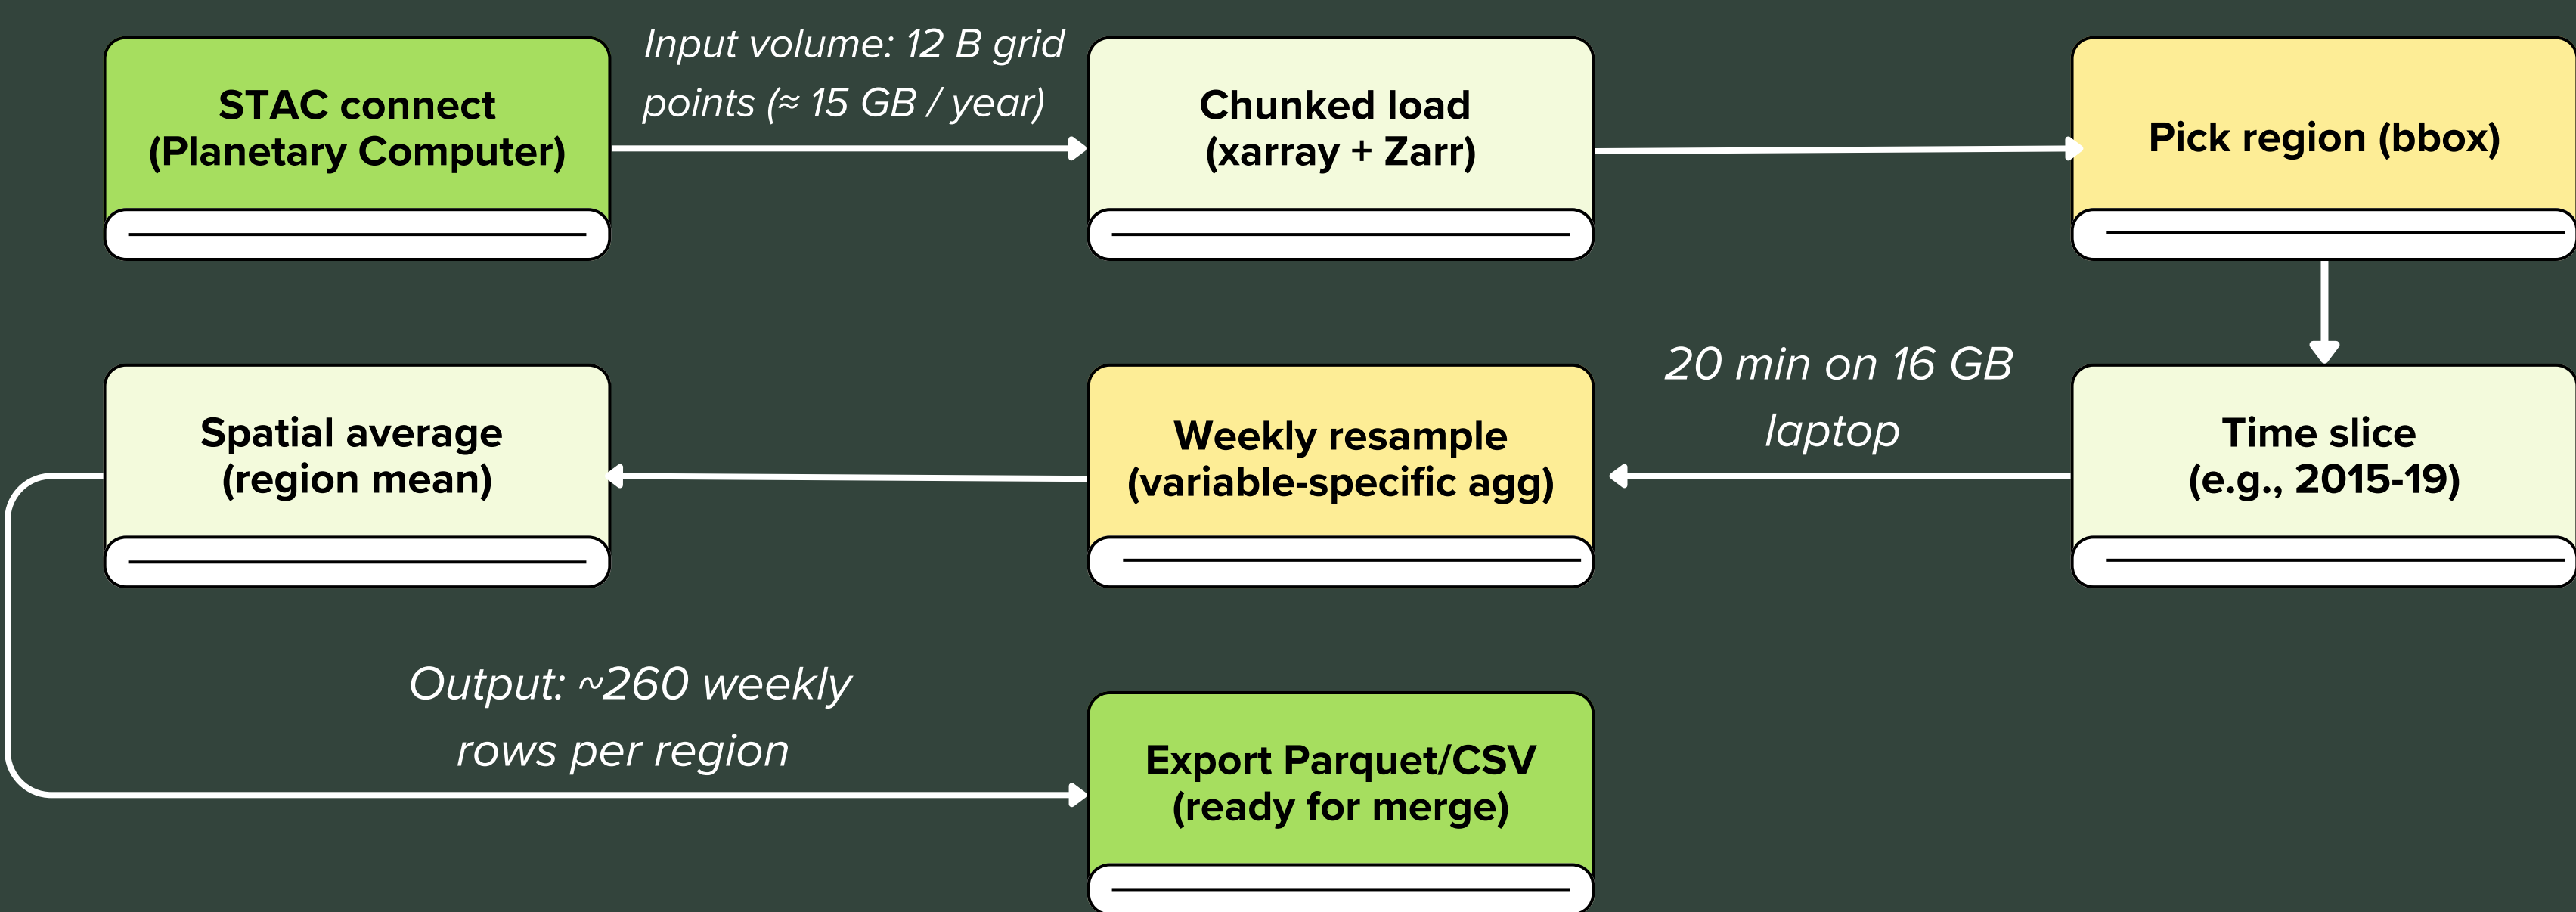 STAC connect
(Planetary Computer)
Input volume: 12 B grid
points (≈ 15 GB / year)
Chunked load
(xarray + Zarr)
Pick region (bbox)
Time slice
(e.g., 2015-19)
20 min on 16 GB
laptop
Weekly resample
(variable-specific agg)
Spatial average
(region mean)
Output: ~260 weekly
rows per region
Export Parquet/CSV
(ready for merge)